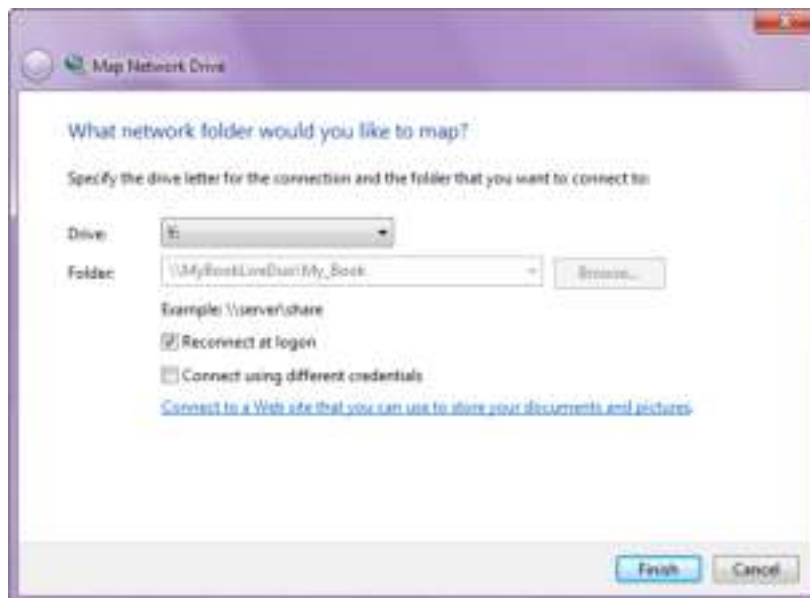 Map Network Drive
What network folder would you like to map?
Specify the drive letter for the connection and the folder that you want to connect to:
Drive:
Folder: \\MyBookLiveDuo\My_Book Browse...
Example: \\server\share
Reconnect at logon
Connect using different credentials
Connect to a Web site that you can use to store your documents and pictures.
Finish Cancel